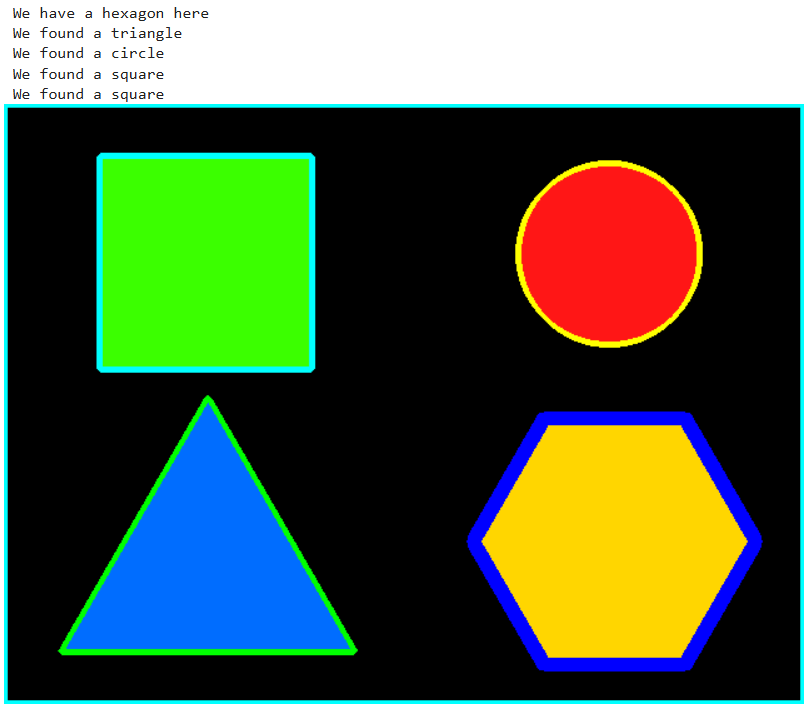 We have a hexagon here
We found a triangle
We found a circle
We found a square
We found a square